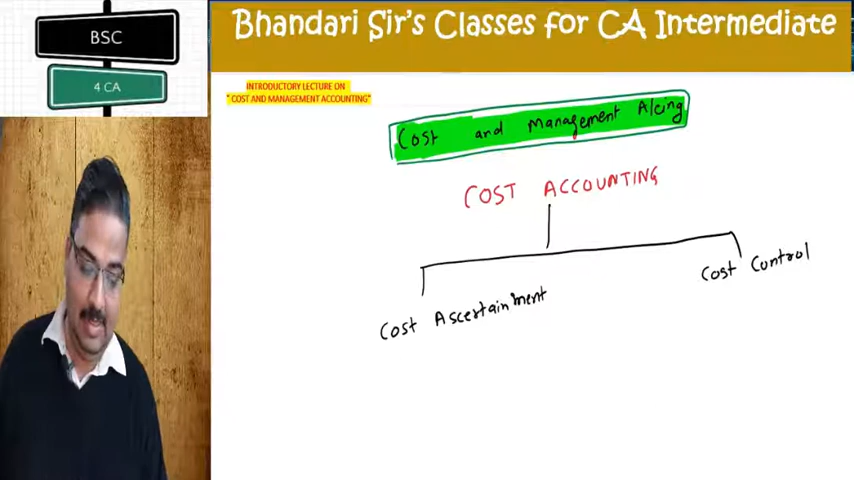 BSC
4 CA
Bhandari Sir's Classes for CA Intermediate
INTRODUCTORY LECTURE ON
" COST AND MANAGEMENT ACCOUNTING"
Cost and Management A/cing
COST ACCOUNTING
Cost Ascertainment
Cost Control